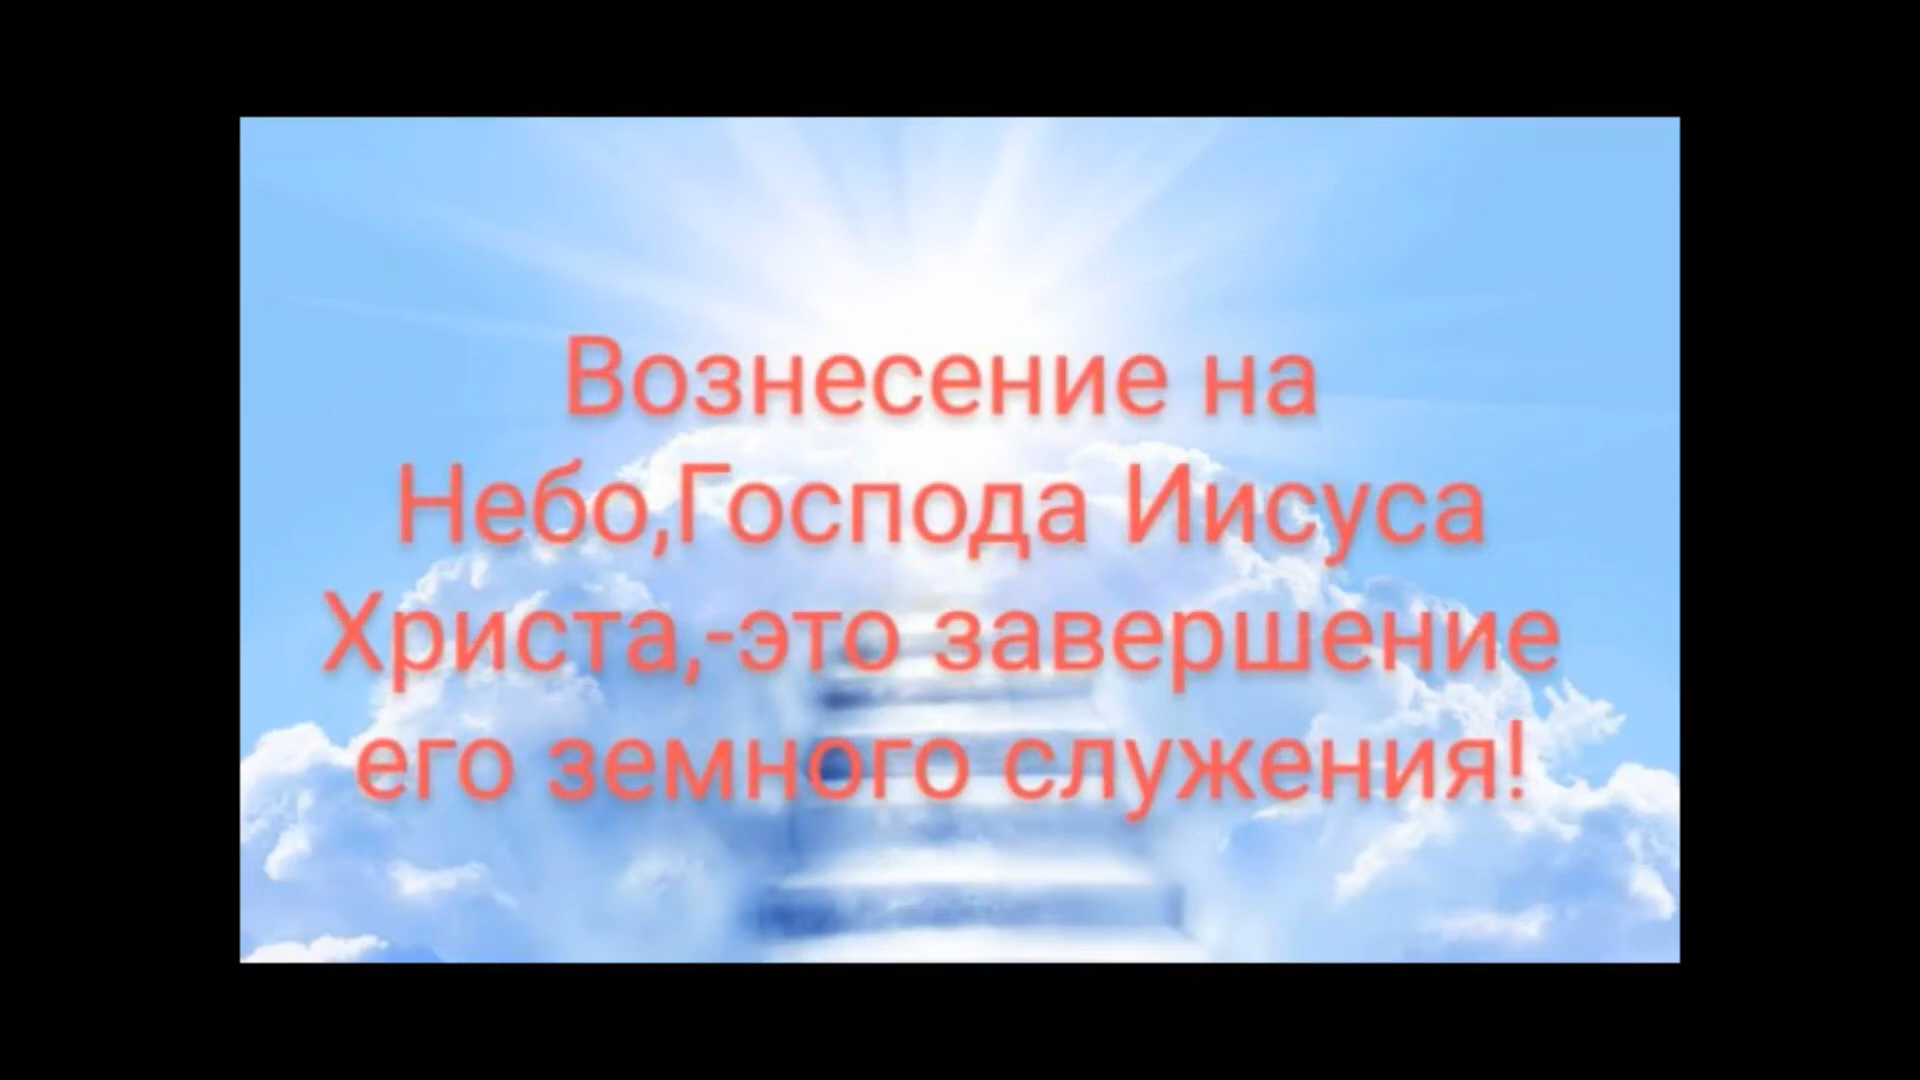 Вознесение на
Небо,Господа Иисуса
Христа,-это завершение
его земного служения!